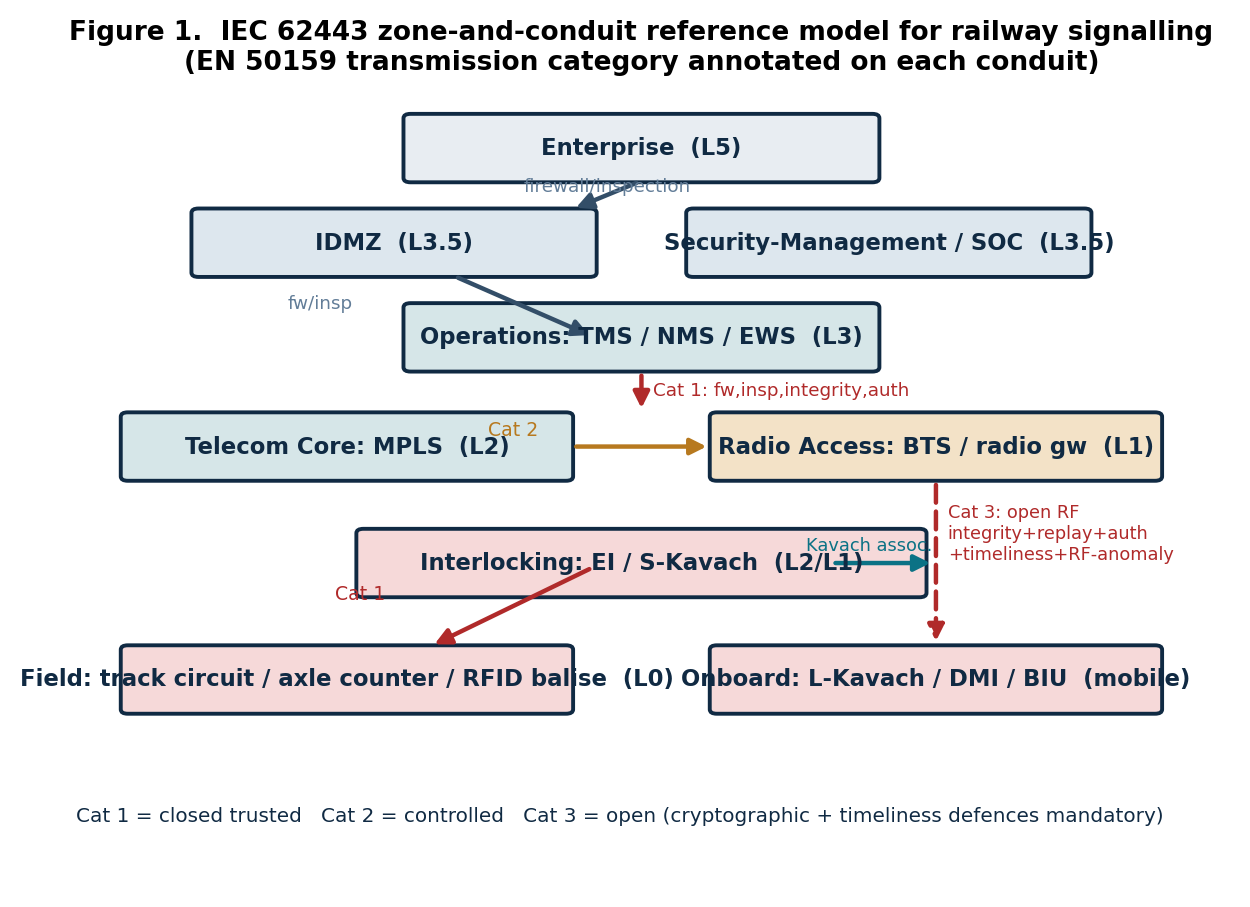 Figure 1.  IEC 62443 zone-and-conduit reference model for railway signalling
(EN 50159 transmission category annotated on each conduit)
Enterprise  (L5)
firewall/inspection
IDMZ  (L3.5)
Security-Management / SOC  (L3.5)
fw/insp
Operations: TMS / NMS / EWS  (L3)
Cat 1: fw,insp,integrity,auth
Telecom Core: MPLS  (L2)
Cat 2
Radio Access: BTS / radio gw  (L1)
Cat 3: open RF
integrity+replay+auth
+timeliness+RF-anomaly
Kavach assoc.
Interlocking: EI / S-Kavach  (L2/L1)
Cat 1
Field: track circuit / axle counter / RFID balise  (L0)
Onboard: L-Kavach / DMI / BIU  (mobile)
Cat 1 = closed trusted   Cat 2 = controlled   Cat 3 = open (cryptographic + timeliness defences mandatory)